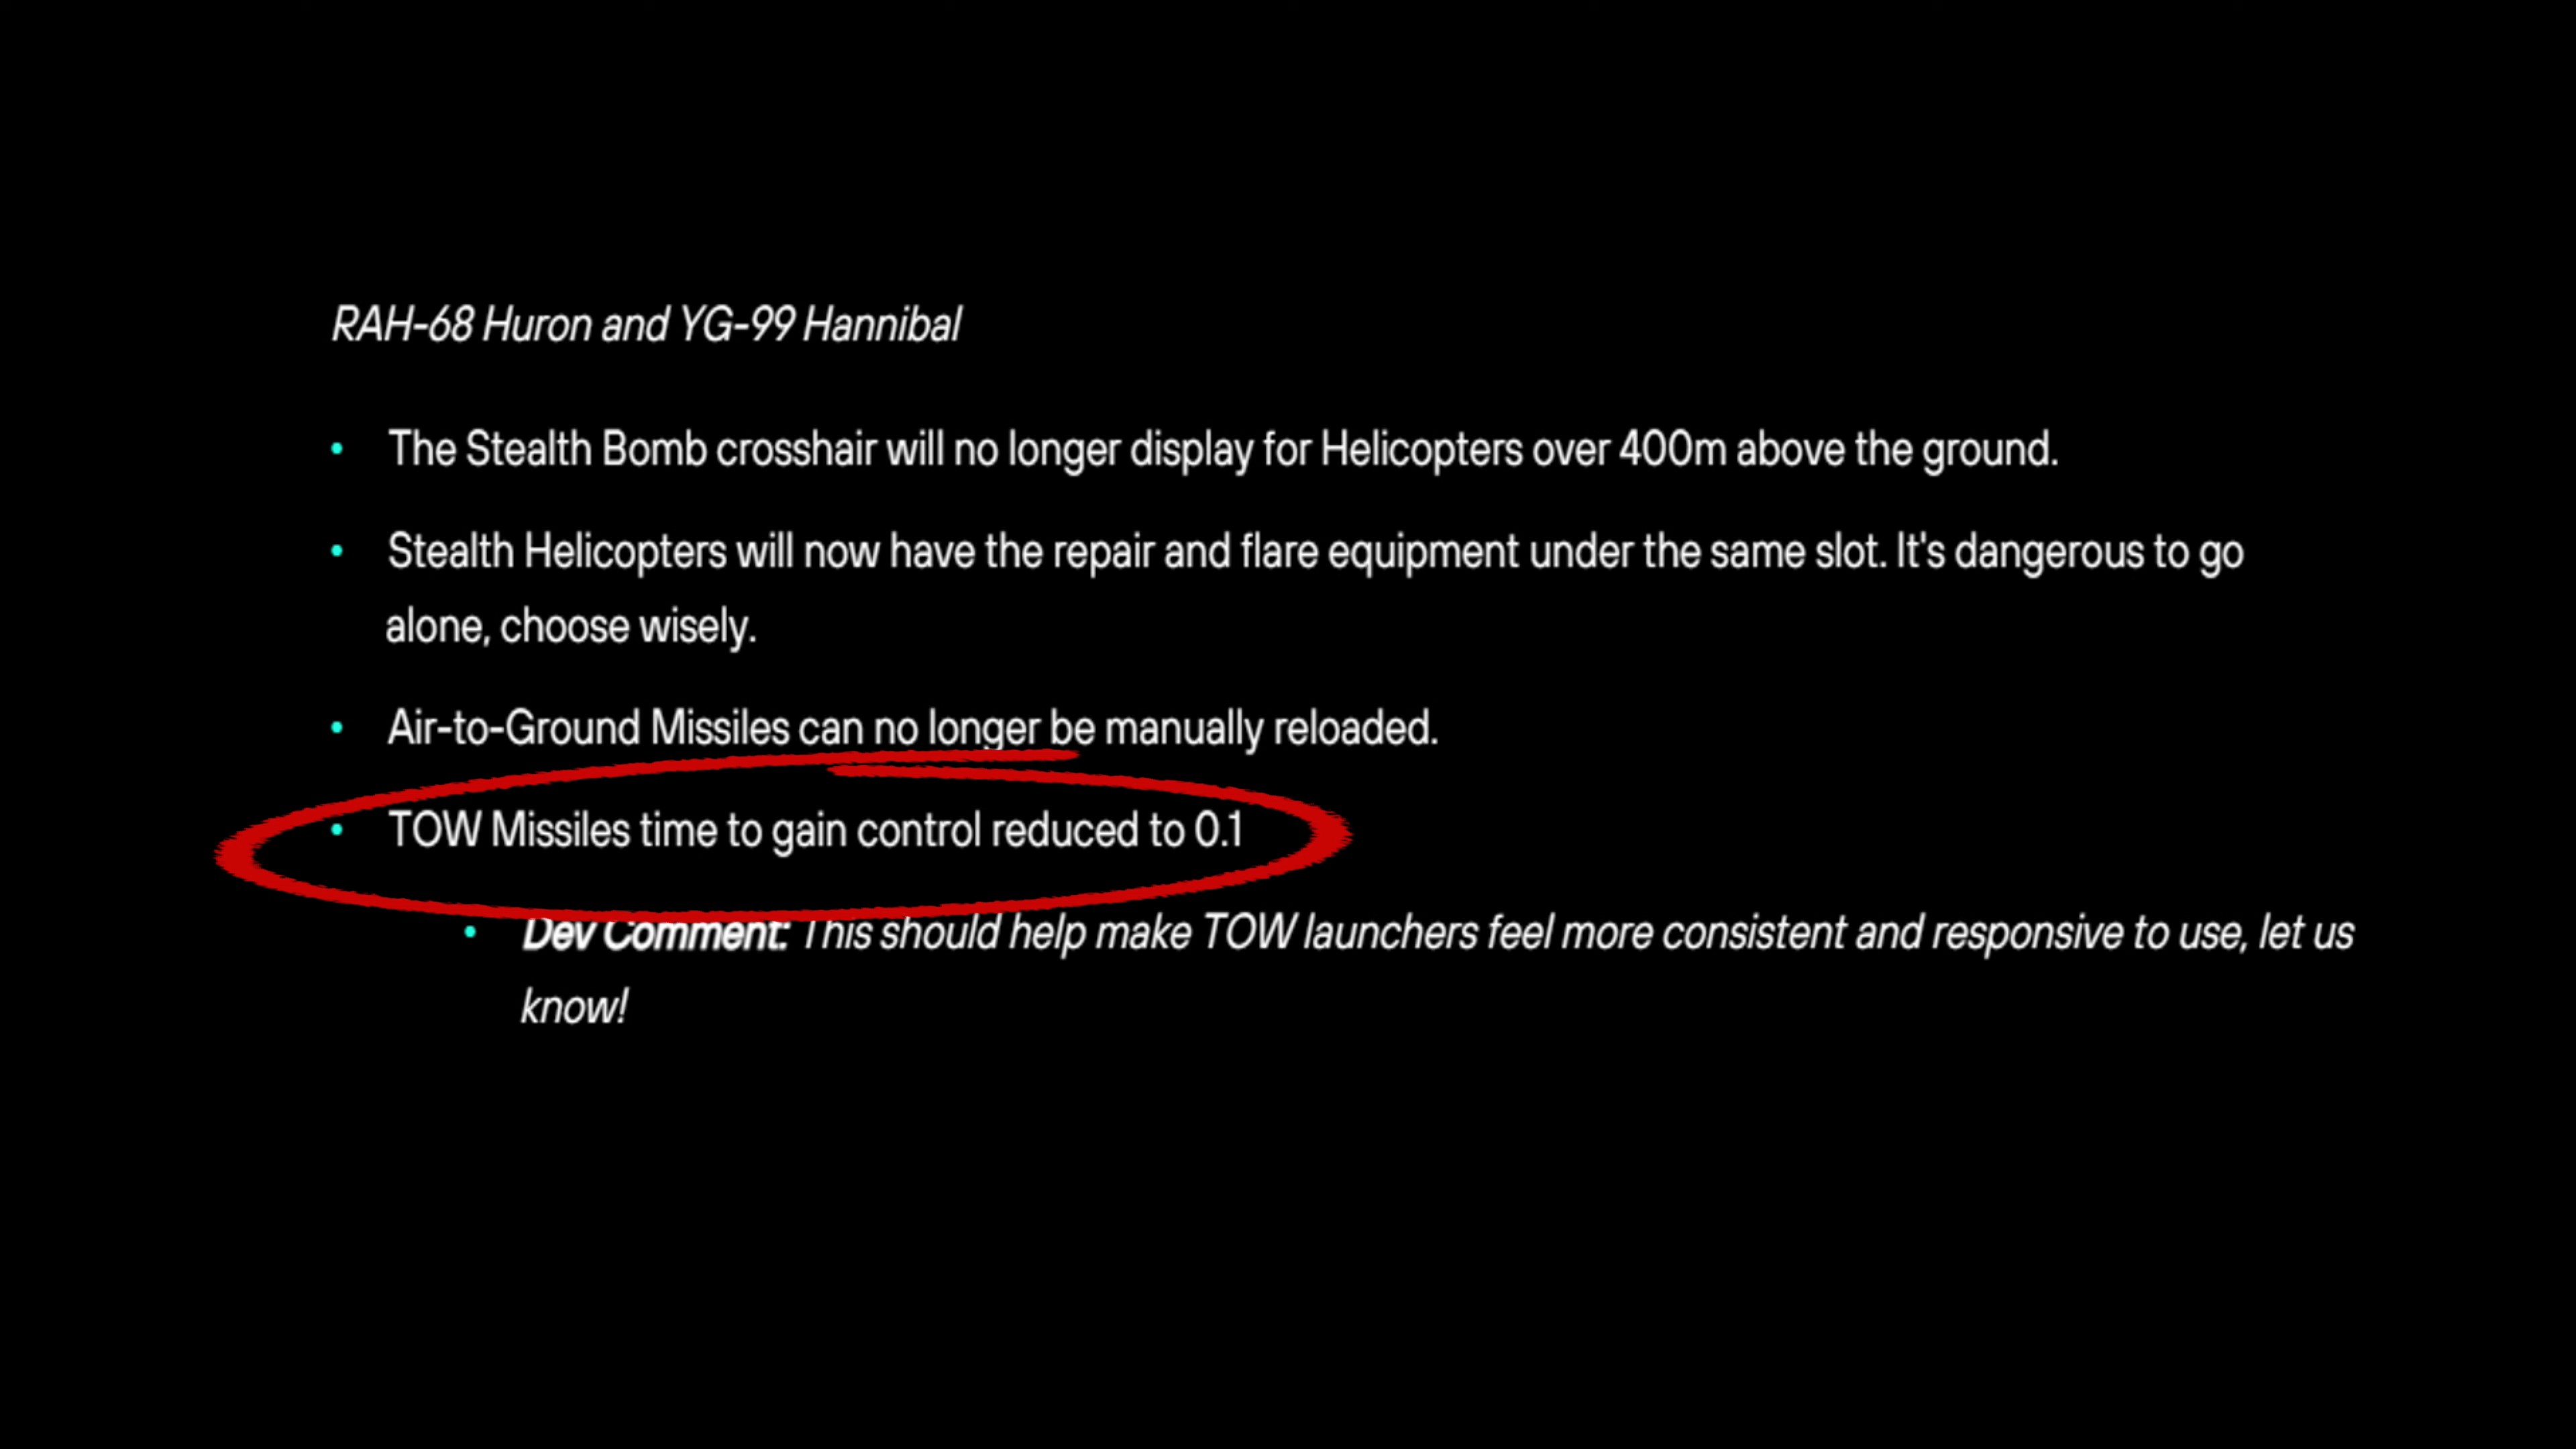 RAH-68 Huron and YG-99 Hannibal
The Stealth Bomb crosshair will no longer display for Helicopters over 400m above the ground.
Stealth Helicopters will now have the repair and flare equipment under the same slot. It's dangerous to go
alone, choose wisely.
Air-to-Ground Missiles can no longer be manually reloaded.
TOW Missiles time to gain control reduced to 0.1
Dev Comment: This should help make TOW launchers feel more consistent and responsive to use, let us
know!